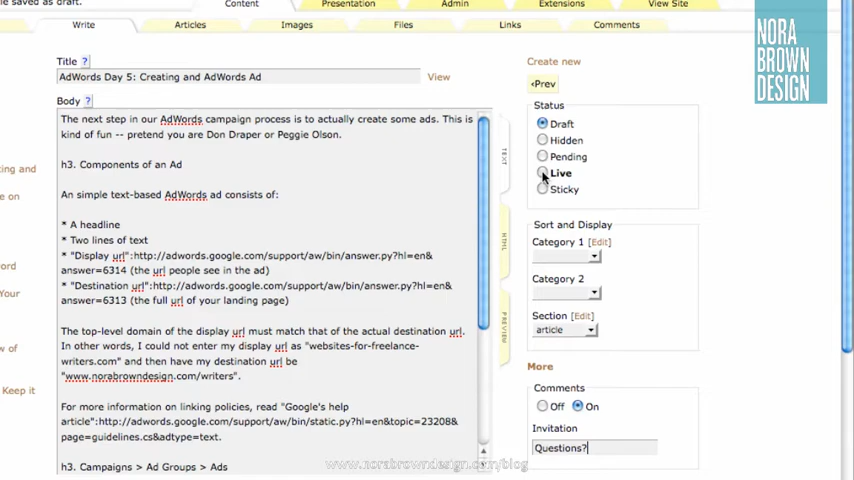 le saved as draft.
Content
Presentation
Admin
Extensions
View Site
Write
Articles
Images
Files
Links
Comments
NORA
BROWN
DESIGN
Title ?
AdWords Day 5: Creating and AdWords Ad
View
Body ?
The next step in our AdWords campaign process is to actually create some ads. This is
kind of fun -- pretend you are Don Draper or Peggie Olson.
h3. Components of an Ad
An simple text-based AdWords ad consists of:
* A headline
* Two lines of text
* "Display url":http://adwords.google.com/support/aw/bin/answer.py?hl=en&
answer=6314 (the url people see in the ad)
* "Destination url":http://adwords.google.com/support/aw/bin/answer.py?hl=en&
answer=6313 (the full url of your landing page)
The top-level domain of the display url must match that of the actual destination url.
In other words, I could not enter my display url as "websites-for-freelance-
writers.com" and then have my destination url be
"www.norabrowndesign.com/writers".
For more information on linking policies, read "Google's help
article":http://adwords.google.com/support/aw/bin/static.py?hl=en&topic=23208&
page=guidelines.cs&adtype=text.
h3. Campaigns > Ad Groups > Ads
ing and
e on
ord
Your
w of
Keep it
TEXT
HTML
PREVIEW
Create new
<Prev
Status
Draft
Hidden
Pending
Live
Sticky
Sort and Display
Category 1 [Edit]
Category 2
Section [Edit]
article
More
Comments
Off On
Invitation
Questions?
www.norabrowndesign.com/blog